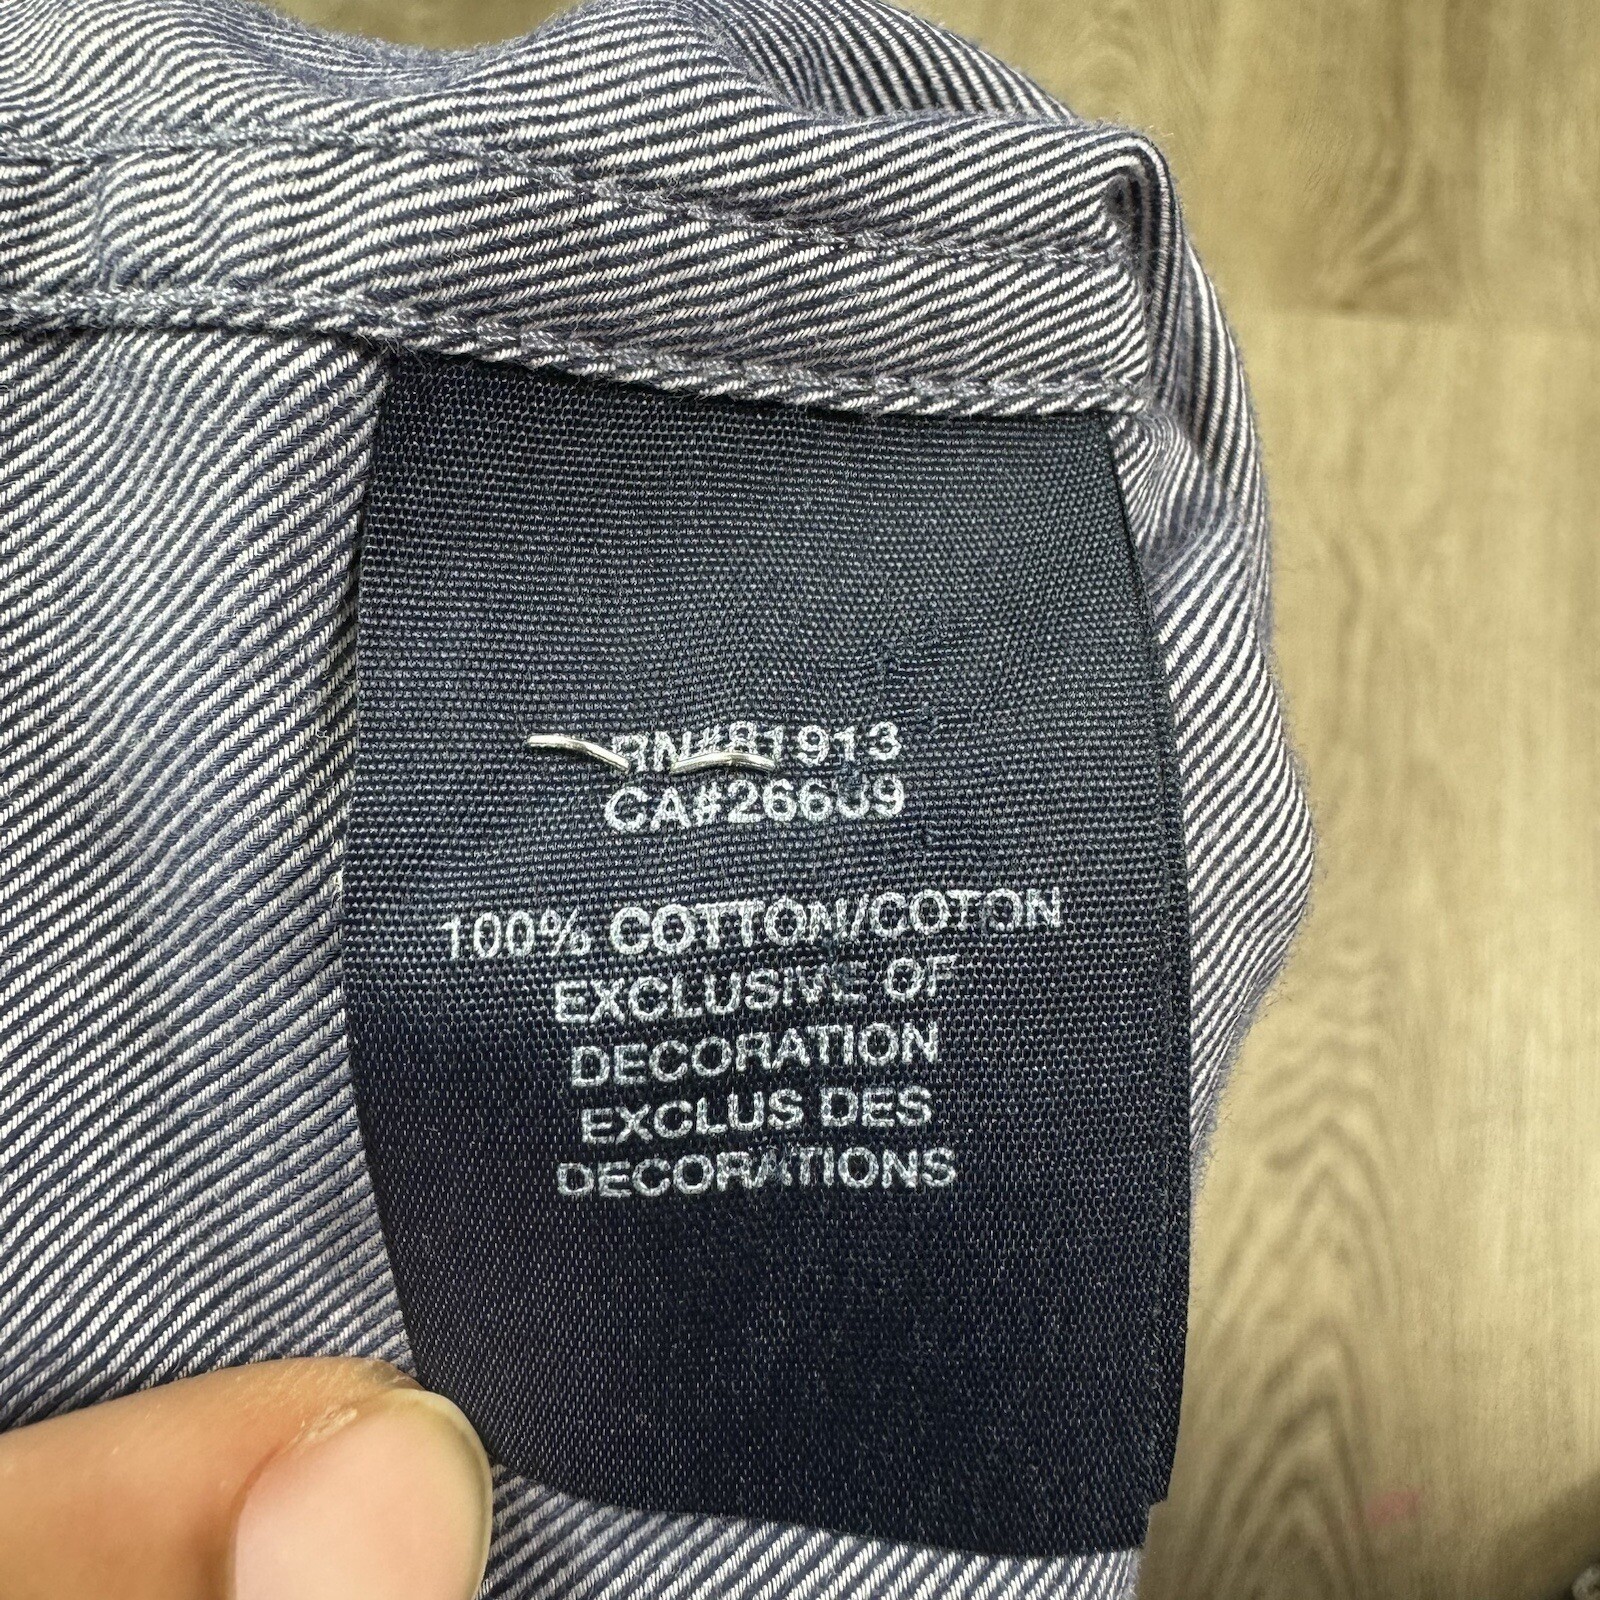 RN#81913
CA#26609
100% COTTON/COTON
EXCLUSIVE OF
DECORATION
EXCLUS DES
DECORATIONS